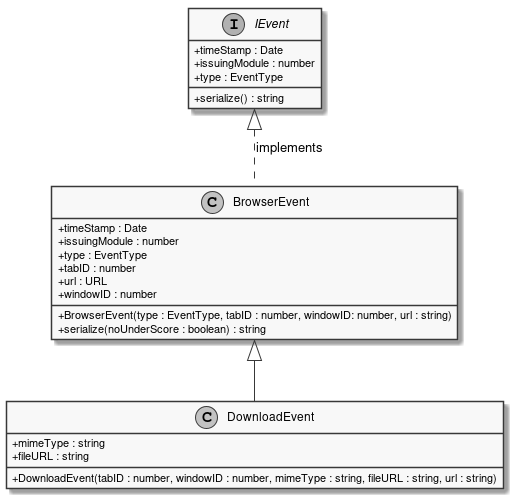 I IEvent
+timeStamp : Date
+issuingModule : number
+type : EventType
+serialize() : string
implements
C BrowserEvent
+timeStamp : Date
+issuingModule : number
+type : EventType
+tabID : number
+url : URL
+windowID : number
+BrowserEvent(type : EventType, tabID : number, windowID: number, url : string)
+serialize(noUnderScore : boolean) : string
C DownloadEvent
+mimeType : string
+fileURL : string
+DownloadEvent(tabID : number, windowID : number, mimeType : string, fileURL : string, url : string)